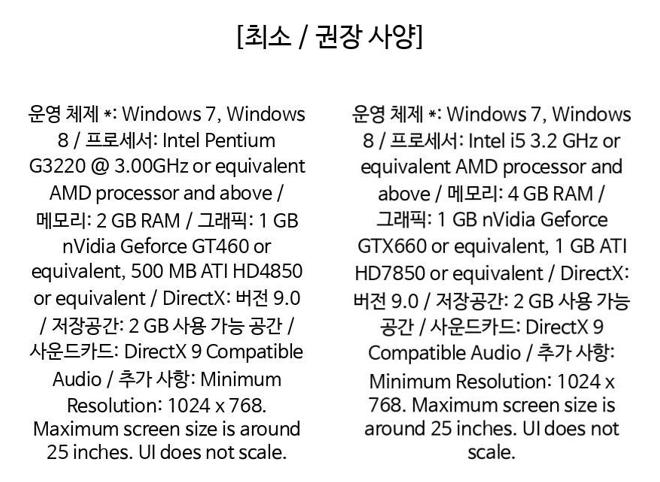 [최소 / 권장 사양]
운영 체제 *: Windows 7, Windows
8 / 프로세서: Intel Pentium
G3220 @ 3.00GHz or equivalent
AMD processor and above /
메모리: 2 GB RAM / 그래픽: 1 GB
nVidia Geforce GT460 or
equivalent, 500 MB ATI HD4850
or equivalent / DirectX: 버전 9.0
/ 저장공간: 2 GB 사용 가능 공간 /
사운드카드: DirectX 9 Compatible
Audio / 추가 사항: Minimum
Resolution: 1024 x 768.
Maximum screen size is around
25 inches. UI does not scale.
운영 체제 *: Windows 7, Windows
8 / 프로세서: Intel i5 3.2 GHz or
equivalent AMD processor and
above / 메모리: 4 GB RAM /
그래픽: 1 GB nVidia Geforce
GTX660 or equivalent, 1 GB ATI
HD7850 or equivalent / DirectX:
버전 9.0 / 저장공간: 2 GB 사용 가능
공간 / 사운드카드: DirectX 9
Compatible Audio / 추가 사항:
Minimum Resolution: 1024 x
768. Maximum screen size is
around 25 inches. UI does not
scale.